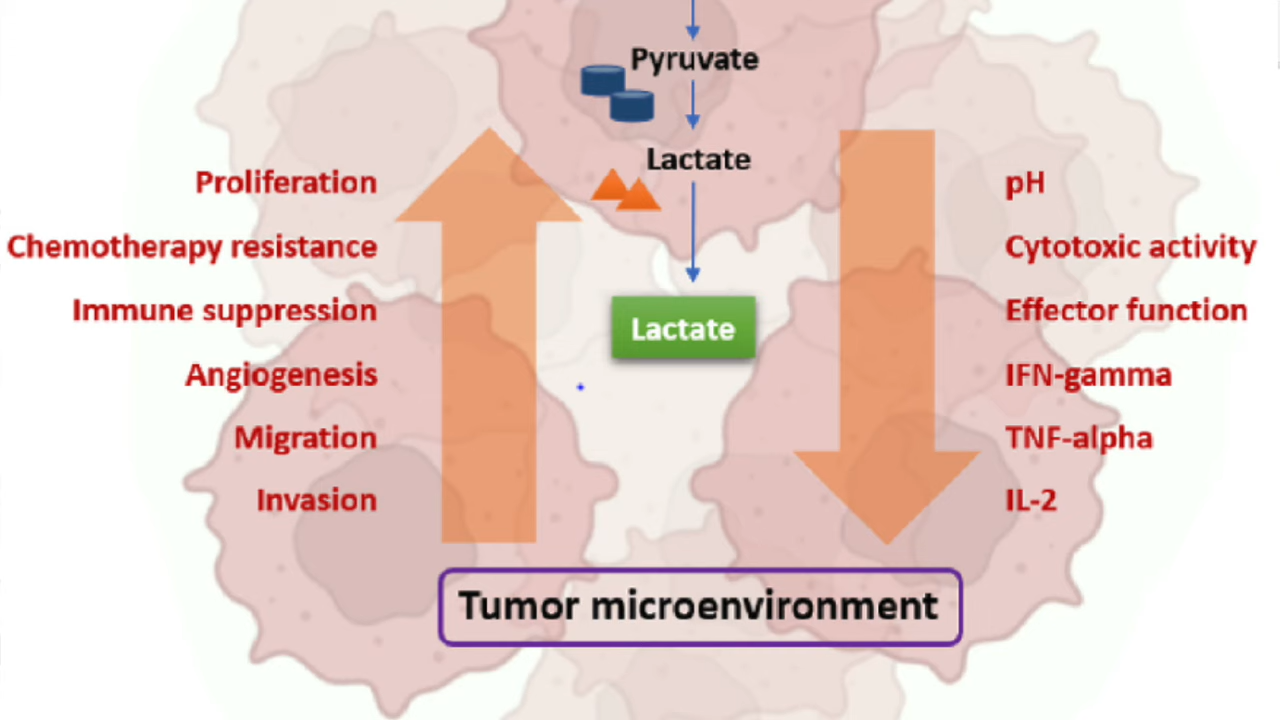 Pyruvate
Lactate
Lactate
Proliferation
Chemotherapy resistance
Immune suppression
Angiogenesis
Migration
Invasion
pH
Cytotoxic activity
Effector function
IFN-gamma
TNF-alpha
IL-2
Tumor microenvironment